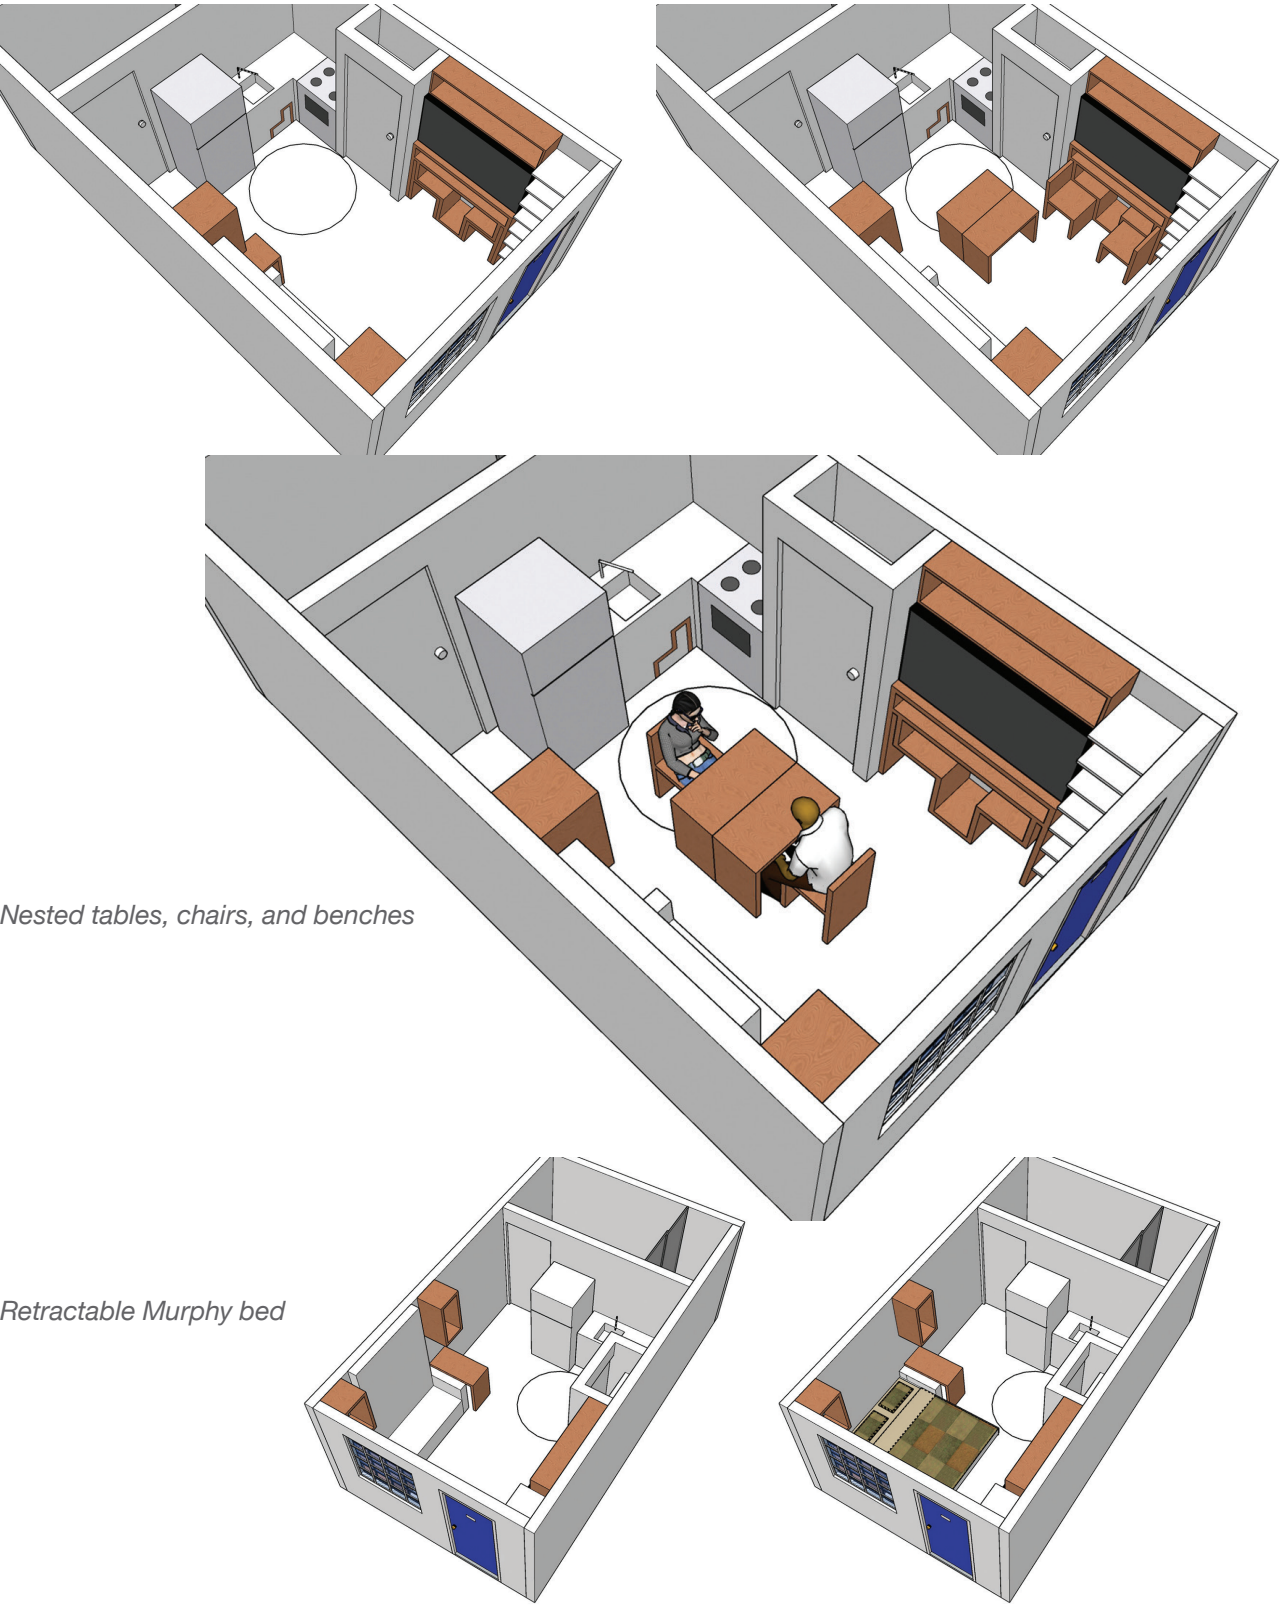 Nested tables, chairs, and benches
Retractable Murphy bed